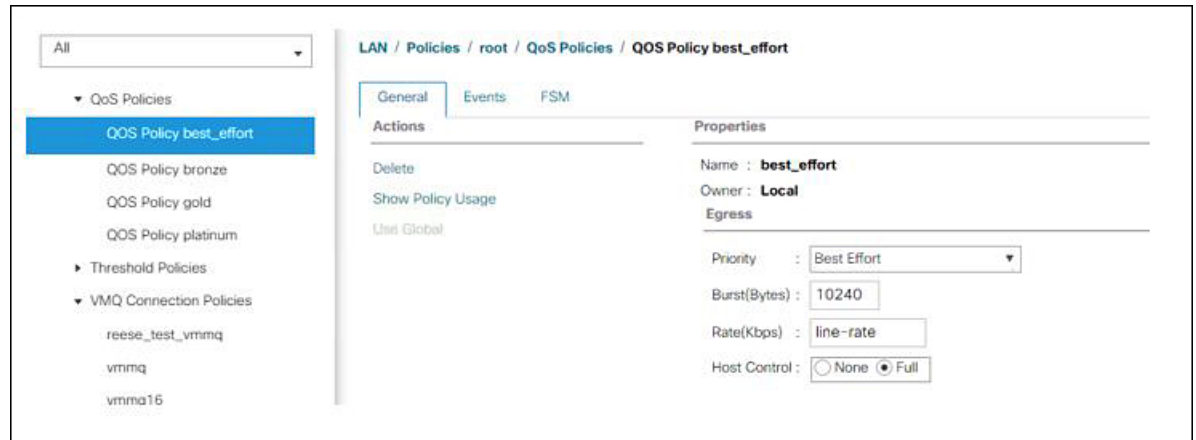 All
QoS Policies
QOS Policy best_effort
QOS Policy bronze
QOS Policy gold
QOS Policy platinum
Threshold Policies
VMQ Connection Policies
reese_test_vmmq
vmmq
vmmq16
LAN / Policies / root / QoS Policies / QOS Policy best_effort
General Events FSM
Actions
Delete
Show Policy Usage
Use Global
Properties
Name : best_effort
Owner : Local
Egress
Priority : Best Effort
Burst(Bytes) : 10240
Rate(Kbps) : line-rate
Host Control : None Full